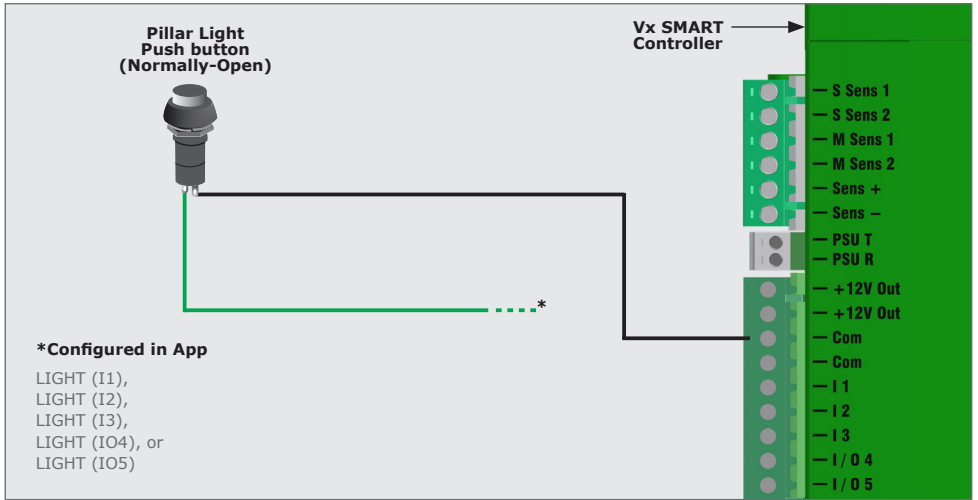 Pillar Light
Push button
(Normally-Open)
Vx SMART
Controller
S Sens 1
S Sens 2
M Sens 1
M Sens 2
Sens +
Sens –
PSU T
PSU R
+12V Out
+12V Out
Com
Com
I 1
I 2
I 3
I / O 4
I / O 5
*
*Configured in App
LIGHT (I1),
LIGHT (I2),
LIGHT (I3),
LIGHT (IO4), or
LIGHT (IO5)